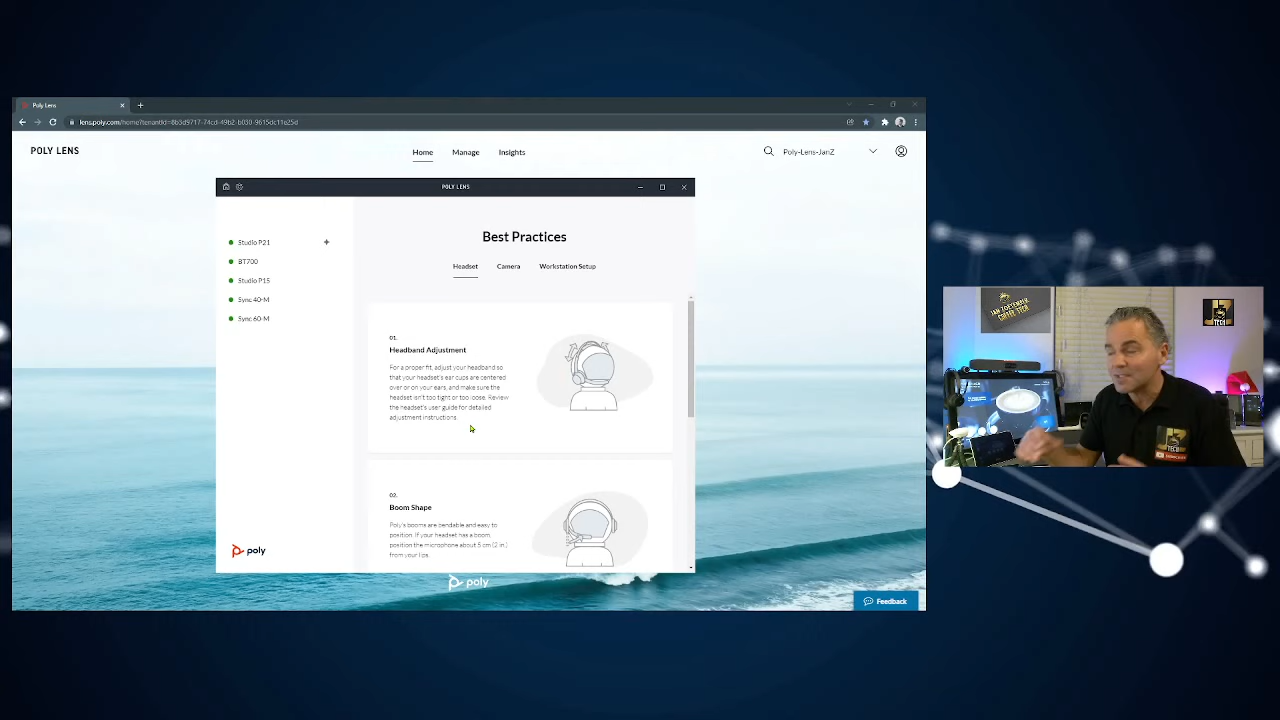 Poly Lens
lens.poly.com/home?tenantId=8b3d9717-74cd-49b2-b030-9615dc11e25d
POLY LENS
Home
Manage
Insights
Poly-Lens-JanZ
POLY LENS
Studio P21
BT700
Studio P15
Sync 40-M
Sync 60-M
poly
Best Practices
Headset
Camera
Workstation Setup
01.
Headband Adjustment
For a proper fit, adjust your headband so
that your headset's ear cups are centered
over or on your ears, and make sure the
headset isn't too tight or too loose. Review
the headset's user guide for detailed
adjustment instructions.
02.
Boom Shape
Poly's booms are bendable and easy to
position. If your headset has a boom,
position the microphone about 5 cm (2 in.)
from your lips.
poly
Feedback
TECH
TECH